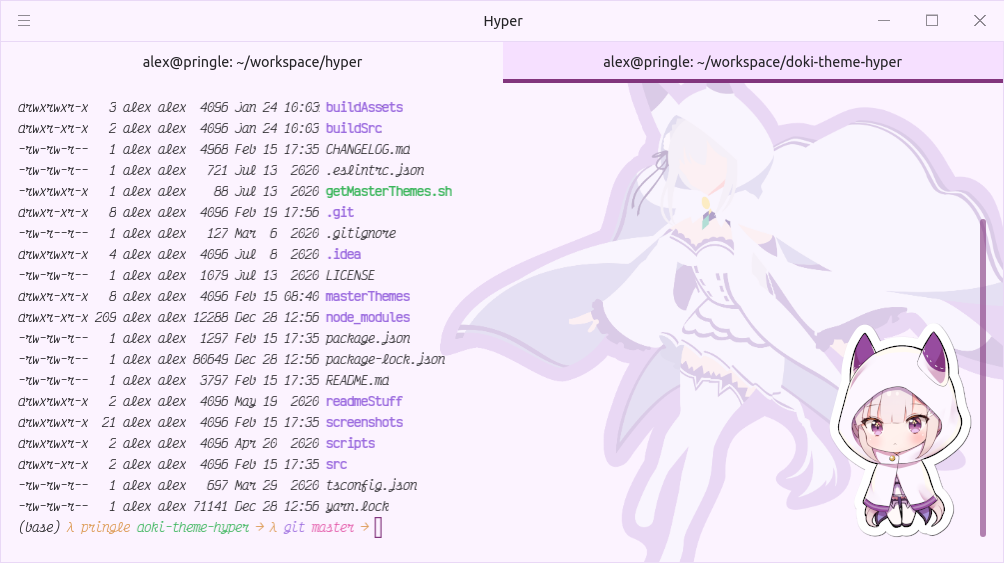 Hyper
alex@pringle: ~/workspace/hyper
alex@pringle: ~/workspace/doki-theme-hyper
drwxrwxr-x 3 alex alex 4096 Jan 24 10:03 buildAssets
drwxr-xr-x 2 alex alex 4096 Jan 24 10:03 buildSrc
-rw-rw-r-- 1 alex alex 4968 Feb 15 17:35 CHANGELOG.md
-rw-rw-r-- 1 alex alex 721 Jul 13 2020 .eslintrc.json
-rwxrwxr-x 1 alex alex 88 Jul 13 2020 getMasterThemes.sh
drwxrwxr-x 8 alex alex 4096 Feb 19 17:56 .git
-rw-r--r-- 1 alex alex 127 Mar 6 2020 .gitignore
drwxrwxr-x 4 alex alex 4096 Jul 8 2020 .idea
-rw-rw-r-- 1 alex alex 1079 Jul 13 2020 LICENSE
drwxr-xr-x 8 alex alex 4096 Feb 15 08:40 masterThemes
drwxrwxr-x 209 alex alex 12288 Dec 28 12:56 node_modules
-rw-rw-r-- 1 alex alex 1297 Feb 15 17:35 package.json
-rw-rw-r-- 1 alex alex 80649 Dec 28 12:56 package-lock.json
-rw-rw-r-- 1 alex alex 3797 Feb 15 17:35 README.md
drwxrwxr-x 2 alex alex 4096 May 19 2020 readmeStuff
drwxrwxr-x 21 alex alex 4096 Feb 15 17:35 screenshots
drwxrwxr-x 2 alex alex 4096 Apr 20 2020 scripts
drwxr-xr-x 2 alex alex 4096 Feb 15 17:35 src
-rw-rw-r-- 1 alex alex 697 Mar 29 2020 tsconfig.json
-rw-rw-r-- 1 alex alex 71141 Dec 28 12:56 yarn.lock
(base) λ pringle doki-theme-hyper → λ git master →